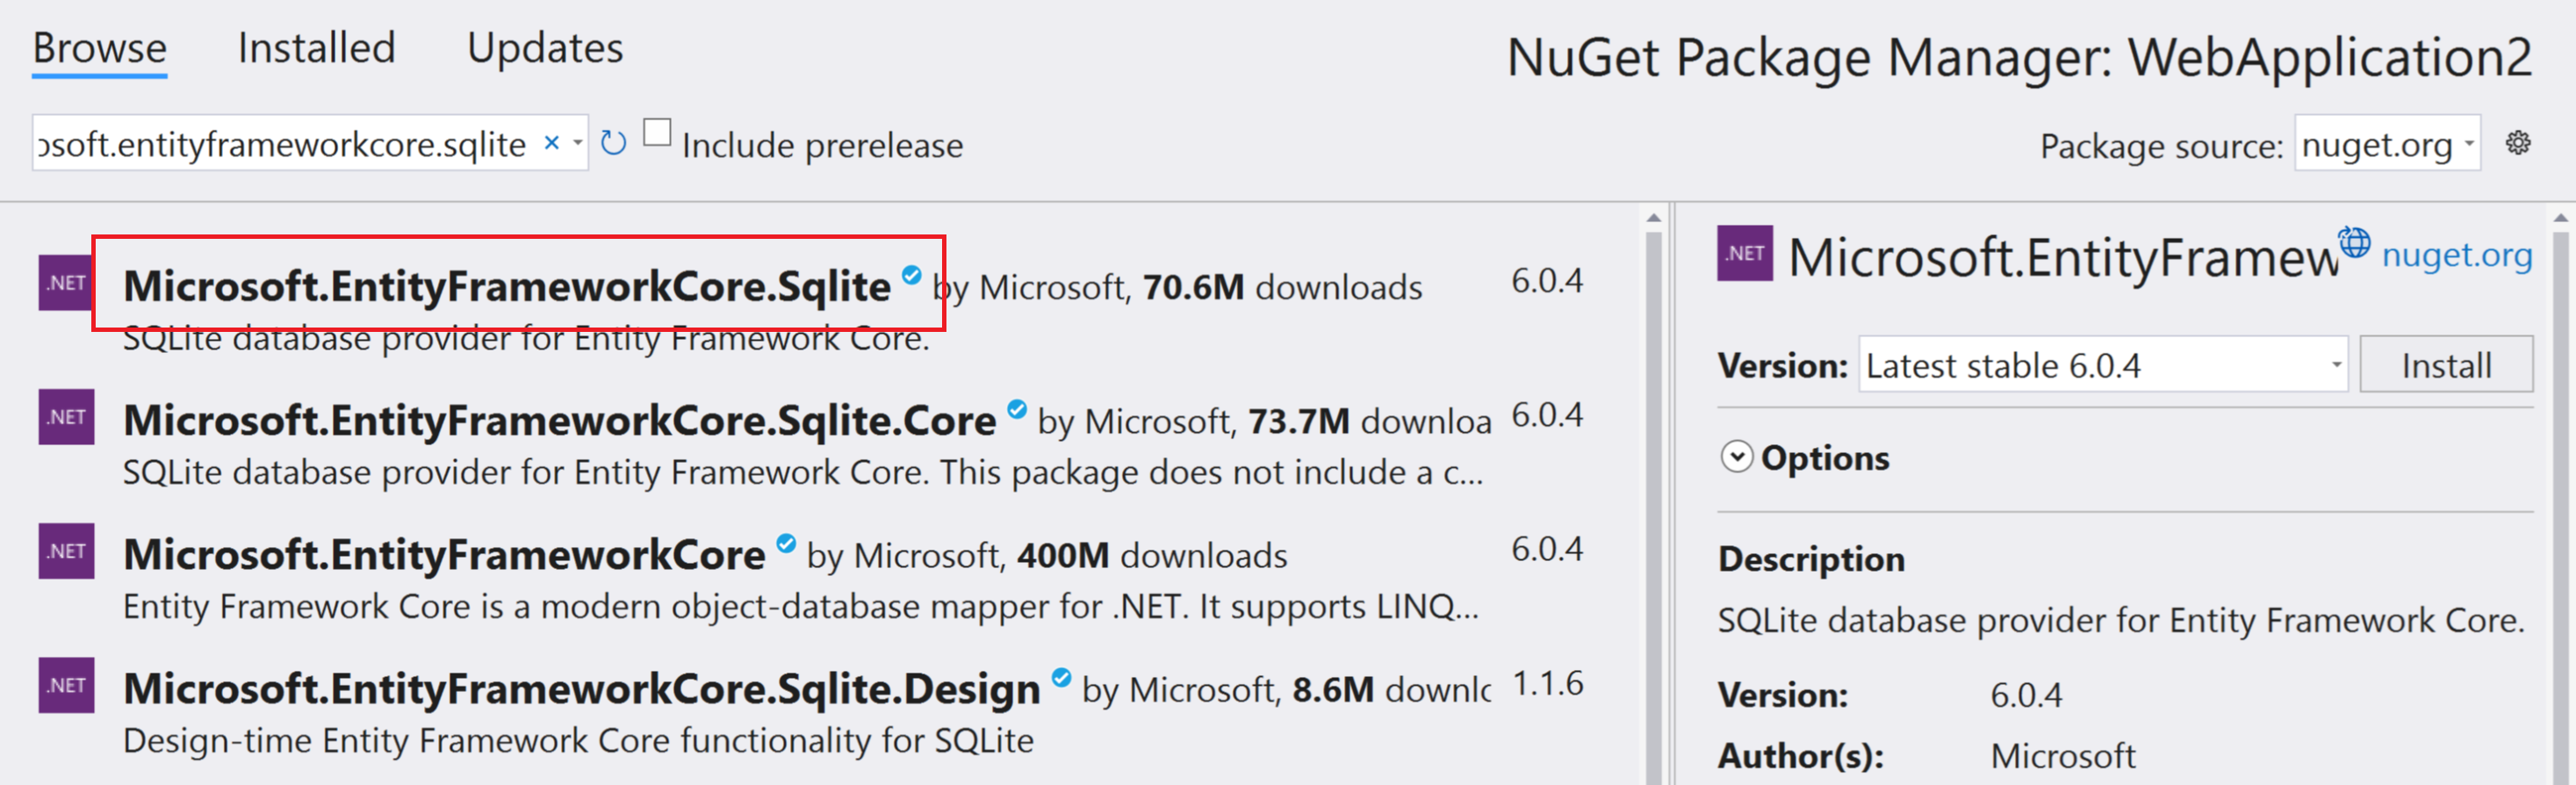 Browse Installed Updates
NuGet Package Manager: WebApplication2
osoft.entityframeworkcore.sqlite
Include prerelease
Package source: nuget.org
.NET Microsoft.EntityFrameworkCore.Sqlite by Microsoft, 70.6M downloads 6.0.4
SQLite database provider for Entity Framework Core.
.NET Microsoft.EntityFrameworkCore.Sqlite.Core by Microsoft, 73.7M downloa 6.0.4
SQLite database provider for Entity Framework Core. This package does not include a c...
.NET Microsoft.EntityFrameworkCore by Microsoft, 400M downloads 6.0.4
Entity Framework Core is a modern object-database mapper for .NET. It supports LINQ...
.NET Microsoft.EntityFrameworkCore.Sqlite.Design by Microsoft, 8.6M downlc 1.1.6
Design-time Entity Framework Core functionality for SQLite
.NET Microsoft.EntityFramew nuget.org
Version: Latest stable 6.0.4 Install
Options
Description
SQLite database provider for Entity Framework Core.
Version: 6.0.4
Author(s): Microsoft